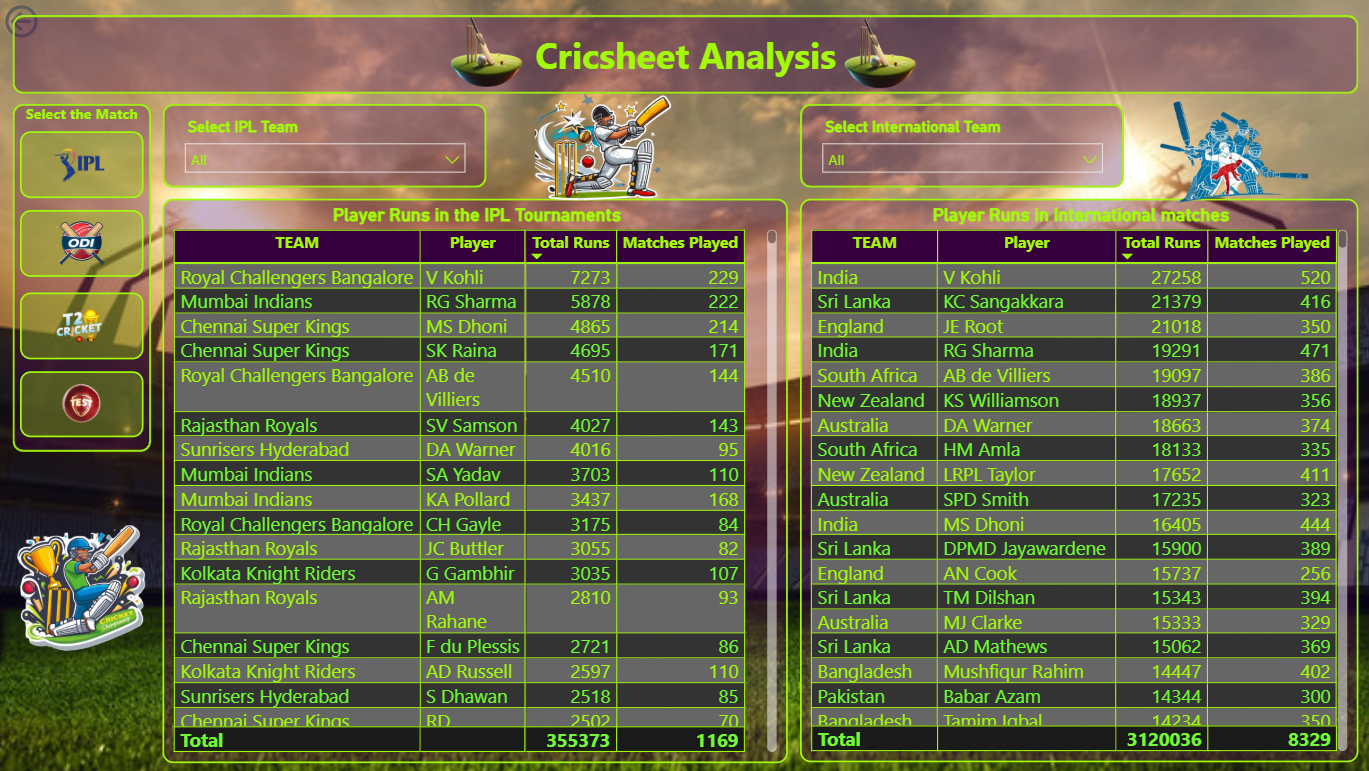 Cricsheet Analysis
Select the Match
IPL
ODI
T2
CRICKET
TEST
Select IPL Team
All
Select International Team
All
Player Runs in the IPL Tournaments
TEAM Player Total Runs Matches Played
Royal Challengers Bangalore V Kohli 7273 229
Mumbai Indians RG Sharma 5878 222
Chennai Super Kings MS Dhoni 4865 214
Chennai Super Kings SK Raina 4695 171
Royal Challengers Bangalore AB de 4510 144
Villiers
Rajasthan Royals SV Samson 4027 143
Sunrisers Hyderabad DA Warner 4016 95
Mumbai Indians SA Yadav 3703 110
Mumbai Indians KA Pollard 3437 168
Royal Challengers Bangalore CH Gayle 3175 84
Rajasthan Royals JC Buttler 3055 82
Kolkata Knight Riders G Gambhir 3035 107
Rajasthan Royals AM 2810 93
Rahane
Chennai Super Kings F du Plessis 2721 86
Kolkata Knight Riders AD Russell 2597 110
Sunrisers Hyderabad S Dhawan 2518 85
Chennai Super Kings RD 2502 70
Total 355373 1169
Player Runs in International matches
TEAM Player Total Runs Matches Played
India V Kohli 27258 520
Sri Lanka KC Sangakkara 21379 416
England JE Root 21018 350
India RG Sharma 19291 471
South Africa AB de Villiers 19097 386
New Zealand KS Williamson 18937 356
Australia DA Warner 18663 374
South Africa HM Amla 18133 335
New Zealand LRPL Taylor 17652 411
Australia SPD Smith 17235 323
India MS Dhoni 16405 444
Sri Lanka DPMD Jayawardene 15900 389
England AN Cook 15737 256
Sri Lanka TM Dilshan 15343 394
Australia MJ Clarke 15333 329
Sri Lanka AD Mathews 15062 369
Bangladesh Mushfiqur Rahim 14447 402
Pakistan Babar Azam 14344 300
Bangladesh Tamim Iqbal 14234 350
Total 3120036 8329